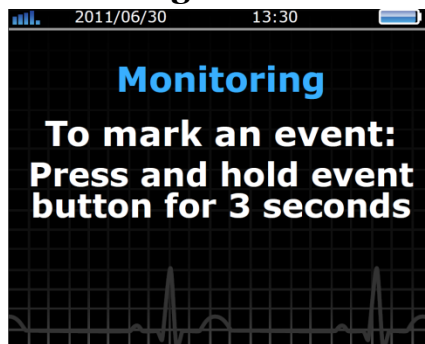 2011/06/30 13:30
Monitoring
To mark an event:
Press and hold event
button for 3 seconds